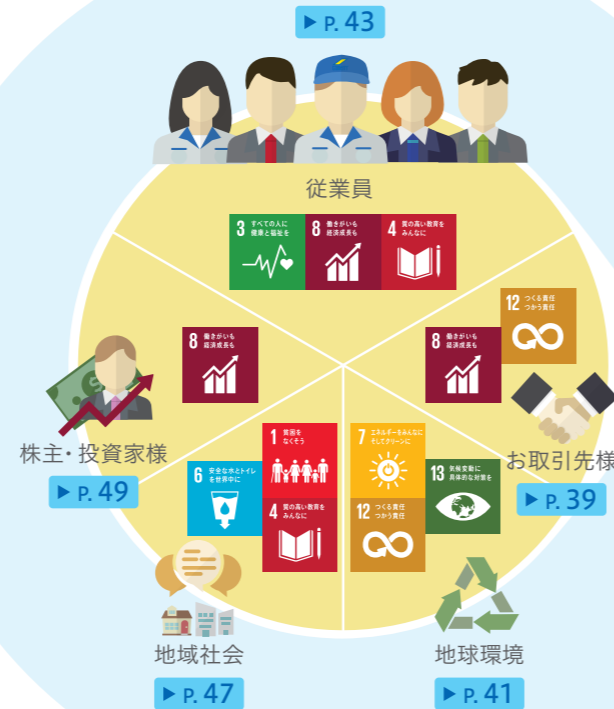 ▶ P. 43
従業員
3 すべての人に
健康と福祉を
8 働きがいも
経済成長も
4 質の高い教育を
みんなに
8 働きがいも
経済成長も
株主・投資家様
▶ P. 49
12 つくる責任
つかう責任
8 働きがいも
経済成長も
お取引先様
▶ P. 39
1 貧困を
なくそう
6 安全な水とトイレ
を世界中に
4 質の高い教育を
みんなに
地域社会
▶ P. 47
7 エネルギーをみんなに
そしてクリーンに
13 気候変動に
具体的な対策を
12 つくる責任
つかう責任
地球環境
▶ P. 41